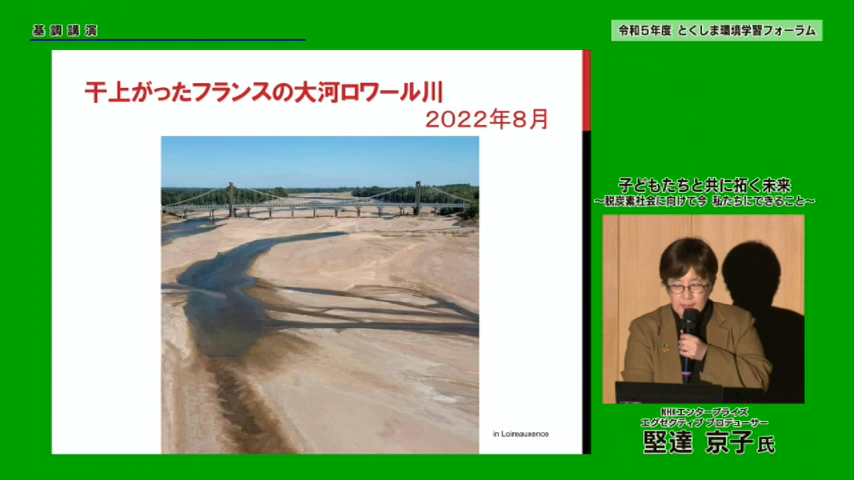 基調講演
令和5年度 とくしま環境学習フォーラム
干上がったフランスの大河ロワール川
2022年8月
in Loireauxence
子どもたちと共に拓く未来
～脱炭素社会に向けて今 私たちにできること～
NHKエンタープライズ
エグゼクティブ プロデューサー
堅達 京子氏